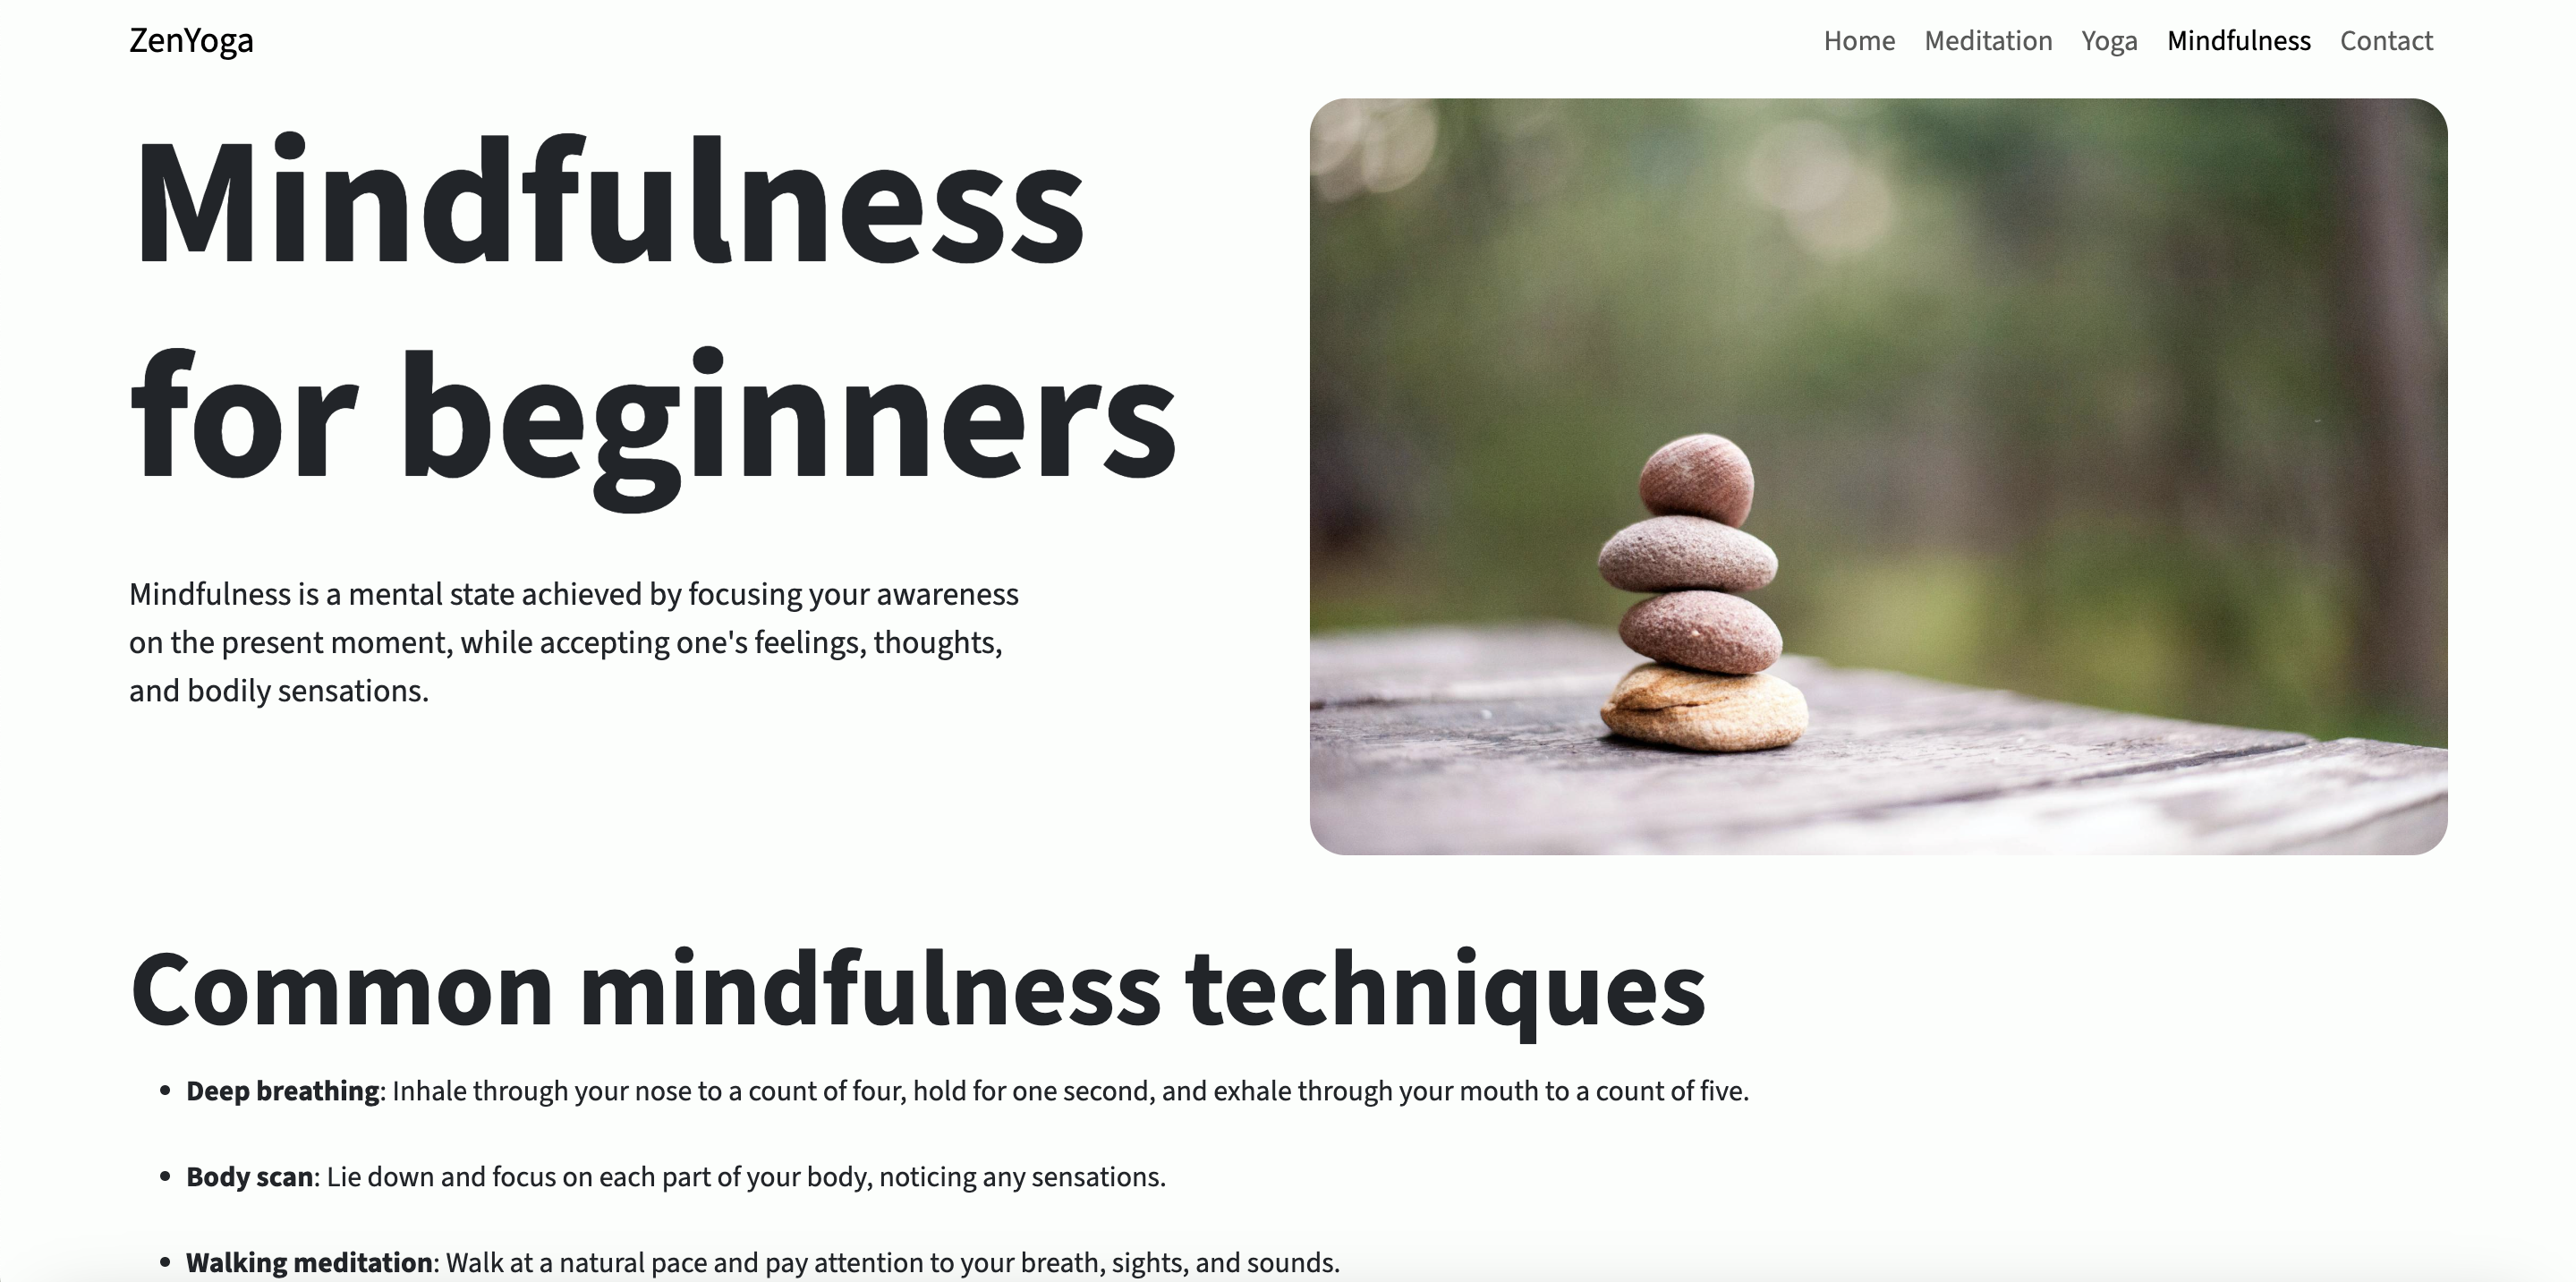 ZenYoga
Home Meditation Yoga Mindfulness Contact
Mindfulness
for beginners
Mindfulness is a mental state achieved by focusing your awareness
on the present moment, while accepting one's feelings, thoughts,
and bodily sensations.
Common mindfulness techniques
• Deep breathing: Inhale through your nose to a count of four, hold for one second, and exhale through your mouth to a count of five.
• Body scan: Lie down and focus on each part of your body, noticing any sensations.
• Walking meditation: Walk at a natural pace and pay attention to your breath, sights, and sounds.